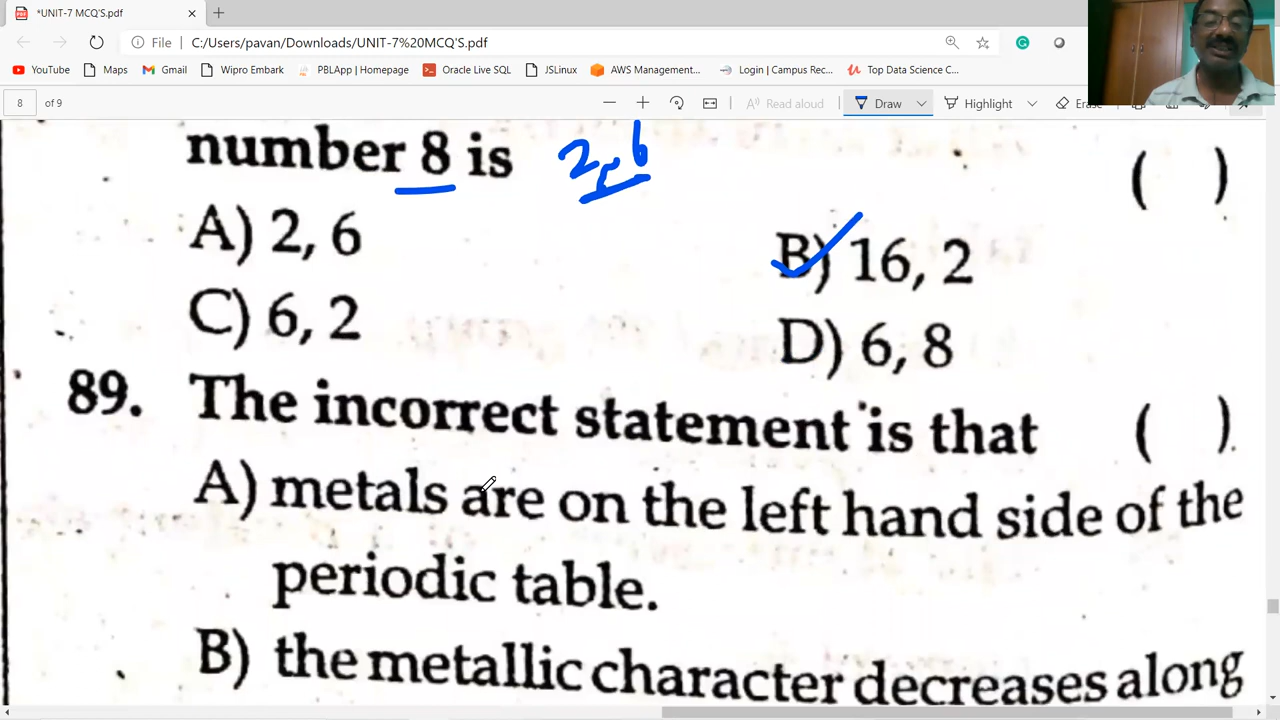 *UNIT-7 MCQ'S.pdf
File C:/Users/pavan/Downloads/UNIT-7%20MCQ'S.pdf
YouTube Maps Gmail Wipro Embark PBLApp | Homepage Oracle Live SQL JSLinux AWS Management... Login | Campus Rec... Top Data Science C...
8 of 9 Read aloud Draw Highlight Erase
number 8 is 2,6 ( )
A) 2, 6 B) 16, 2
C) 6, 2 D) 6, 8
89. The incorrect statement is that ( )
A) metals are on the left hand side of the
periodic table.
B) the metallic character decreases along